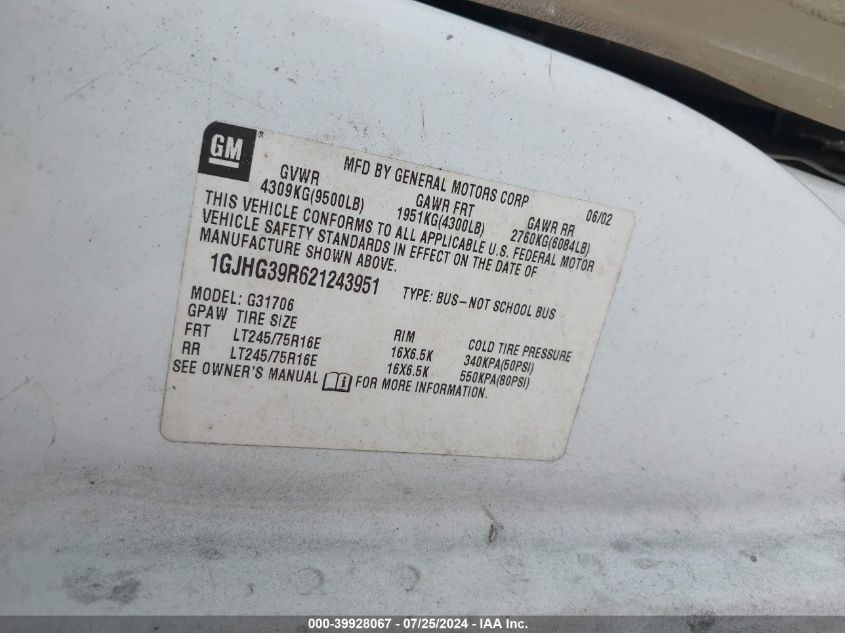 GM ®
MFD BY GENERAL MOTORS CORP 06/02
GVWR GAWR FRT GAWR RR
4309KG(9500LB) 1951KG(4300LB) 2760KG(6084LB)
THIS VEHICLE CONFORMS TO ALL APPLICABLE U.S. FEDERAL MOTOR
VEHICLE SAFETY STANDARDS IN EFFECT ON THE DATE OF
MANUFACTURE SHOWN ABOVE.
1GJHG39R621243951 TYPE: BUS–NOT SCHOOL BUS
MODEL: G31706
GPAW TIRE SIZE RIM COLD TIRE PRESSURE
FRT LT245/75R16E 16X6.5K 340KPA(50PSI)
RR LT245/75R16E 16X6.5K 550KPA(80PSI)
SEE OWNER'S MANUAL FOR MORE INFORMATION.
000-39928067 - 07/25/2024 - IAA Inc.